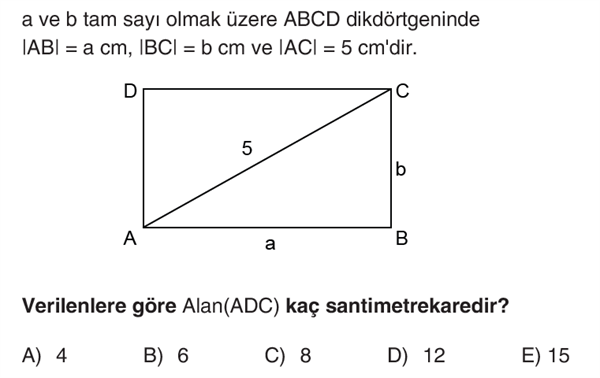 a ve b tam sayı olmak üzere ABCD dikdörtgeninde
|AB| = a cm, |BC| = b cm ve |AC| = 5 cm'dir.
D C
5
b
A B
a
Verilenlere göre Alan(ADC) kaç santimetrekaredir?
A) 4 B) 6 C) 8 D) 12 E) 15